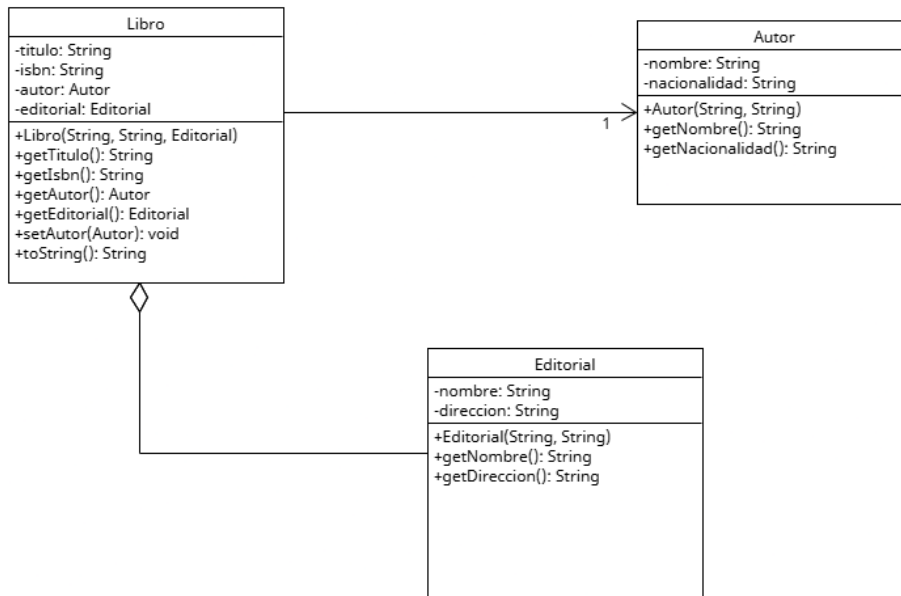 Libro
-titulo: String
-isbn: String
-autor: Autor
-editorial: Editorial
+Libro(String, String, Editorial)
+getTitulo(): String
+getIsbn(): String
+getAutor(): Autor
+getEditorial(): Editorial
+setAutor(Autor): void
+toString(): String
1
Autor
-nombre: String
-nacionalidad: String
+Autor(String, String)
+getNombre(): String
+getNacionalidad(): String
Editorial
-nombre: String
-direccion: String
+Editorial(String, String)
+getNombre(): String
+getDireccion(): String